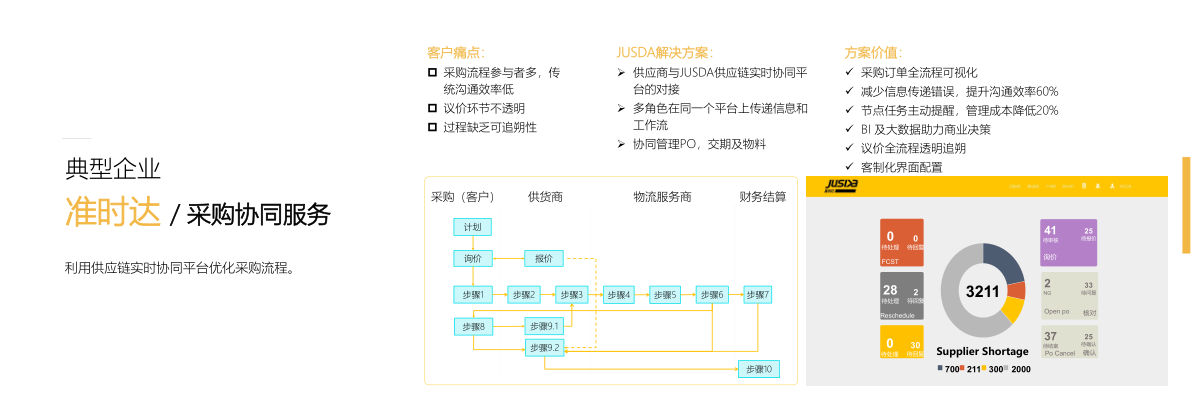 典型企业
准时达 / 采购协同服务
利用供应链实时协同平台优化采购流程。
客户痛点：
采购流程参与者多，传
统沟通效率低
议价环节不透明
过程缺乏可追朔性
JUSDA解决方案：
供应商与JUSDA供应链实时协同平
台的对接
多角色在同一个平台上传递信息和
工作流
协同管理PO，交期及物料
方案价值：
采购订单全流程可视化
减少信息传递错误，提升沟通效率60%
节点任务主动提醒，管理成本降低20%
BI 及大数据助力商业决策
议价全流程透明追朔
客制化界面配置
采购（客户） 供货商 物流服务商 财务结算
计划
询价 报价
步骤1 步骤2 步骤3 步骤4 步骤5 步骤6 步骤7
步骤8 步骤9.1
步骤9.2
步骤10
JUSDA
0 0
待处理 待回复
FCST
28 2
待处理 待回复
Reschedule
0 30
待处理 待回复
3211
Supplier Shortage
700 211 300 2000
41 25
待审核 待报价
询价
2 33
NG 待回复
Open po 核对
37 25
待结案 待确认
Po Cancel 确认